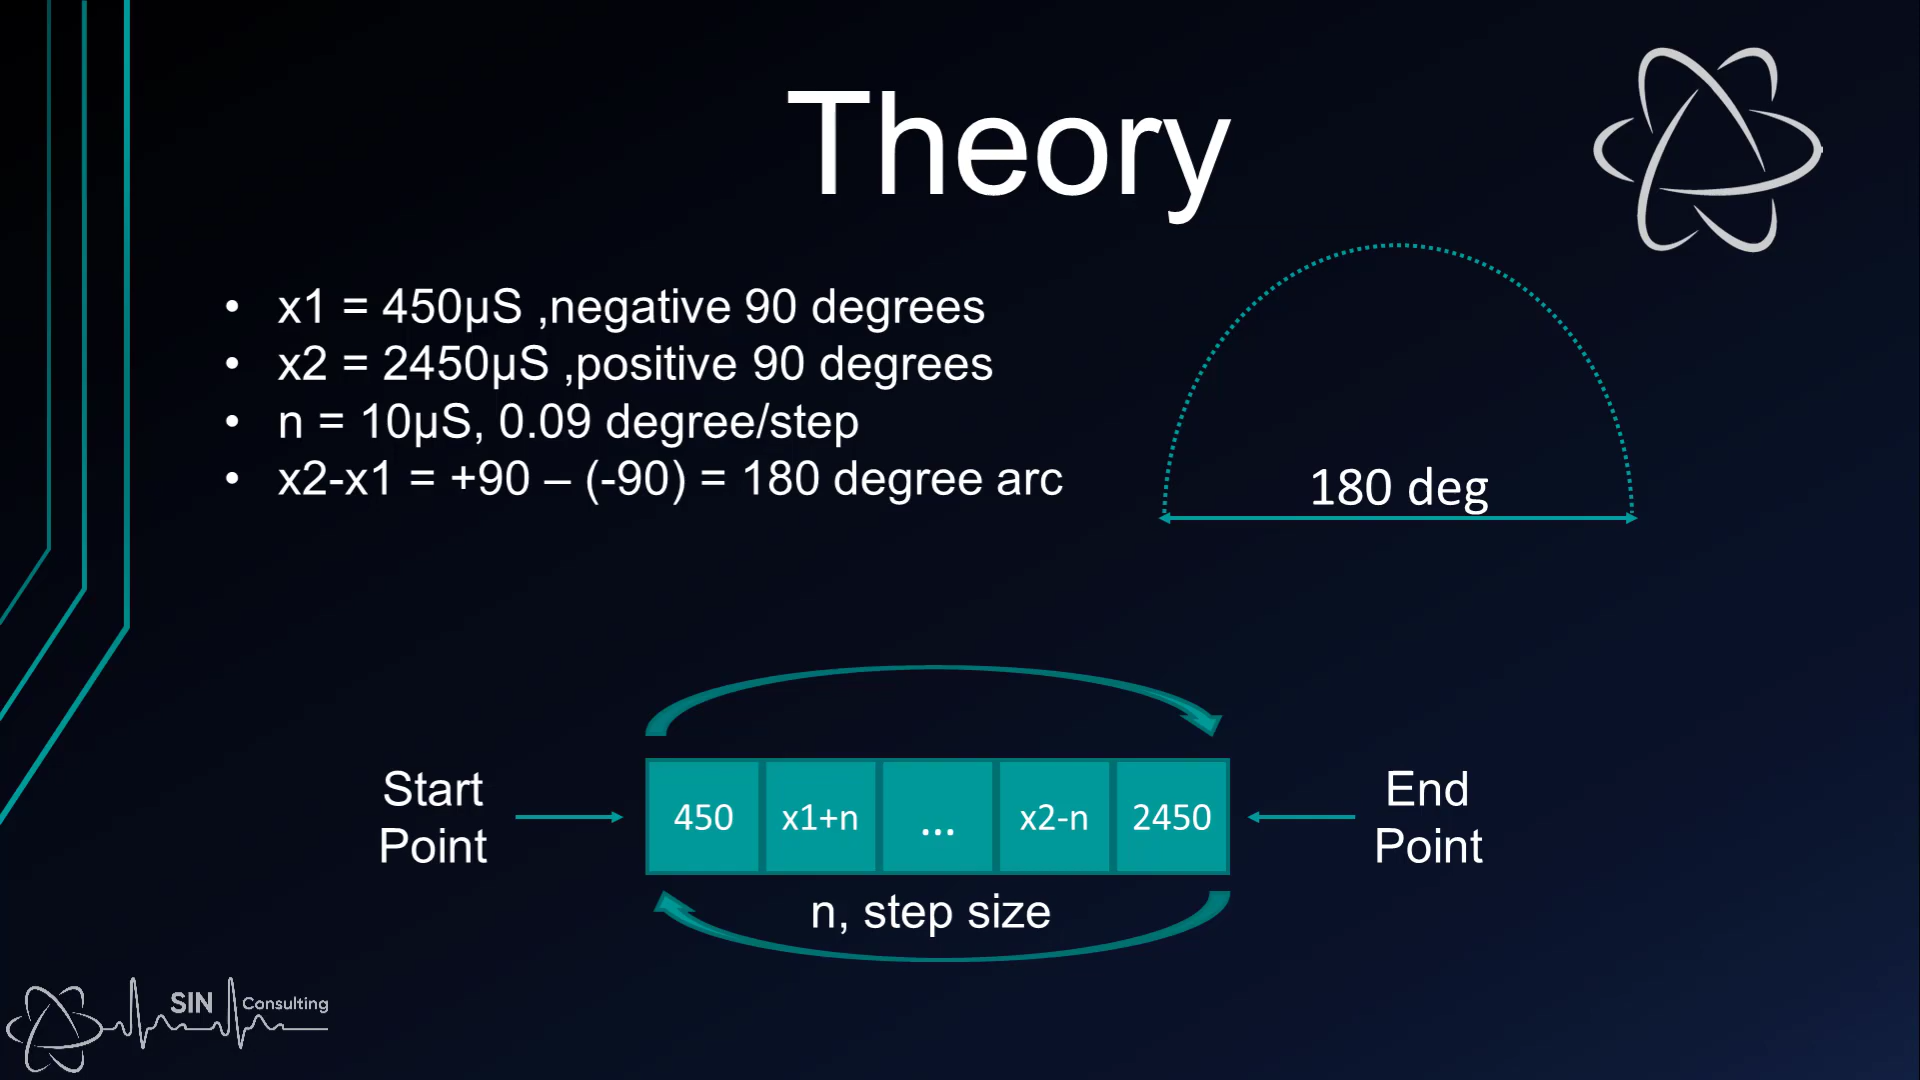 Theory
• x1 = 450µS ,negative 90 degrees
• x2 = 2450µS ,positive 90 degrees
• n = 10µS, 0.09 degree/step
• x2-x1 = +90 – (-90) = 180 degree arc
180 deg
Start
Point
450 x1+n ... x2-n 2450
End
Point
n, step size
SIN Consulting